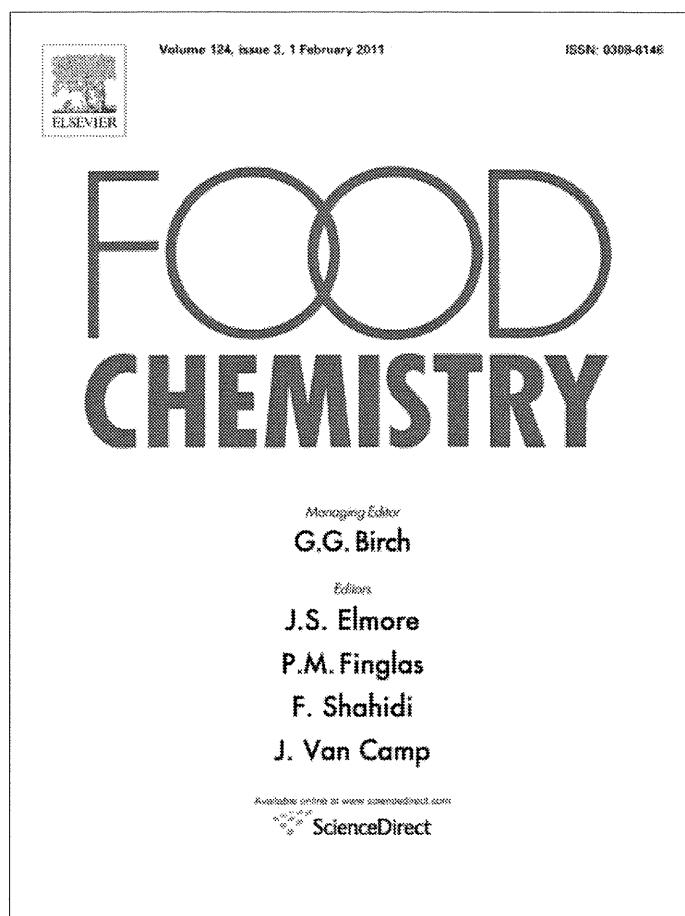 Volume 124, issue 3, 1 February 2011
ISSN: 0308-8146
ELSEVIER
FOOD
CHEMISTRY
Managing Editor
G.G. Birch
Editors
J.S. Elmore
P.M. Finglas
F. Shahidi
J. Van Camp
Available online at www.sciencedirect.com
ScienceDirect